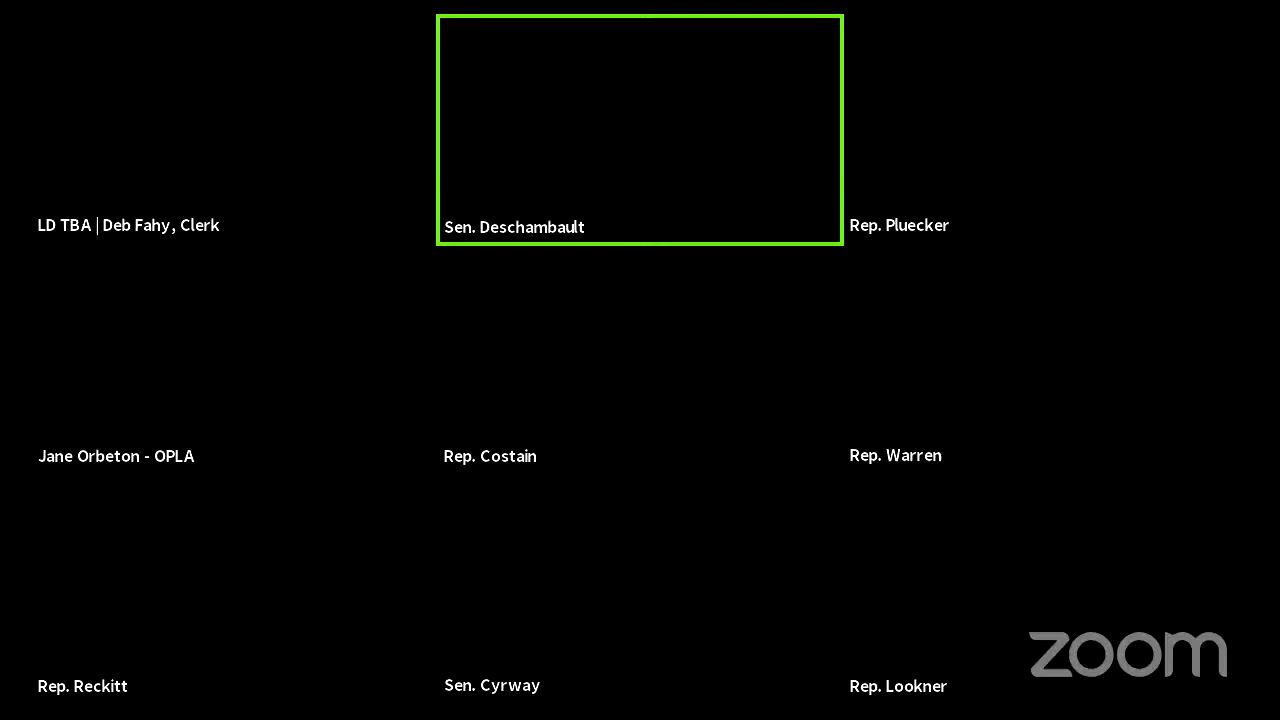 LD TBA | Deb Fahy, Clerk
Sen. Deschambault
Rep. Pluecker
Jane Orbeton - OPLA
Rep. Costain
Rep. Warren
Rep. Reckitt
Sen. Cyrway
Rep. Lookner
zoom